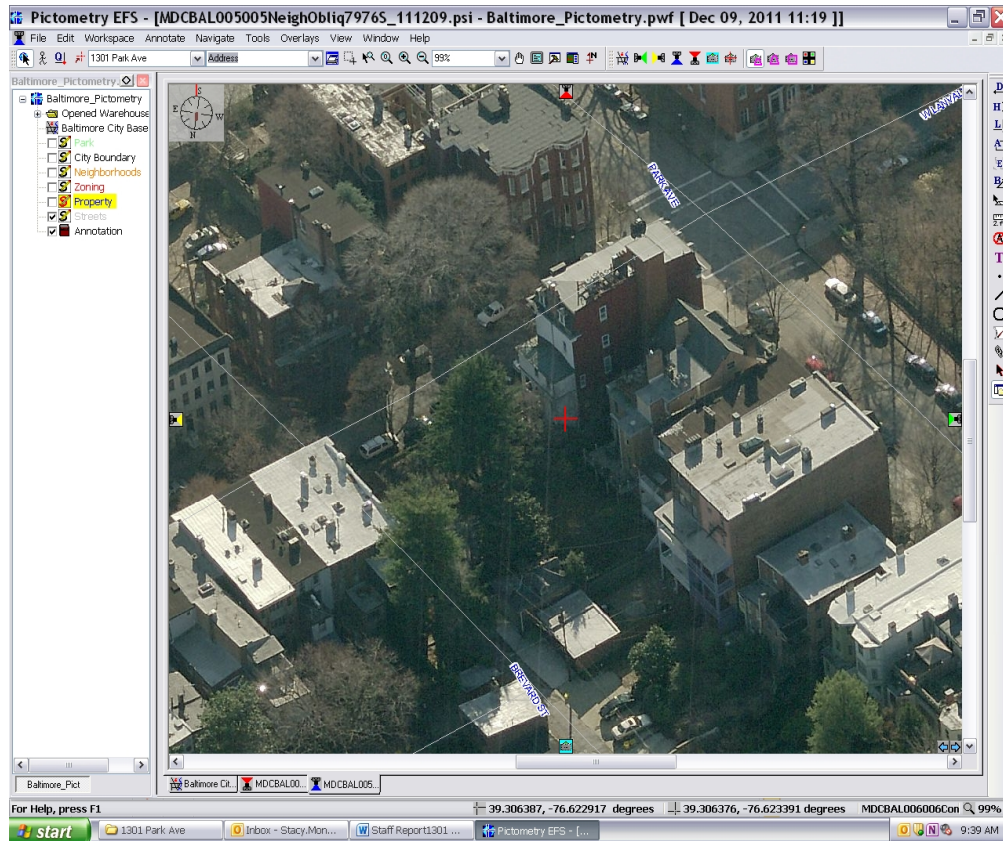 Pictometry EFS - [MDCBAL005005NeighObliq7976S_111209.psi - Baltimore_Pictometry.pwf [ Dec 09, 2011 11:19 ]]
File Edit Workspace Annotate Navigate Tools Overlays View Window Help
1301 Park Ave Address 99%
Baltimore_Pictometry.
Baltimore_Pictometry
Opened Warehouse
Baltimore City Base
Park
City Boundary
Neighborhoods
Zoning
Property
Streets
Annotation
S
E W
N
PARK AVE
BREVARD ST
Baltimore_Pict
Baltimore Cit... MDCBAL00... MDCBAL005...
For Help, press F1 39.306387, -76.622917 degrees 39.306376, -76.623391 degrees MDCBAL006006Con 99%
start 1301 Park Ave Inbox - Stacy.Mon... Staff Report1301 ... Pictometry EFS - [... 9:39 AM